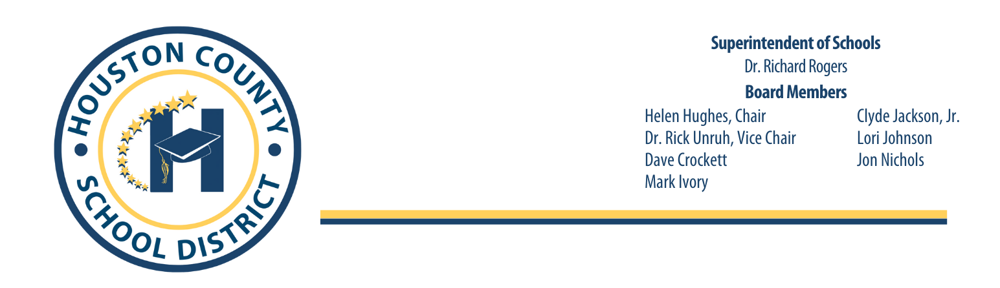 HOUSTON COUNTY
SCHOOL DISTRICT
Superintendent of Schools
Dr. Richard Rogers
Board Members
Helen Hughes, Chair
Dr. Rick Unruh, Vice Chair
Dave Crockett
Mark Ivory
Clyde Jackson, Jr.
Lori Johnson
Jon Nichols